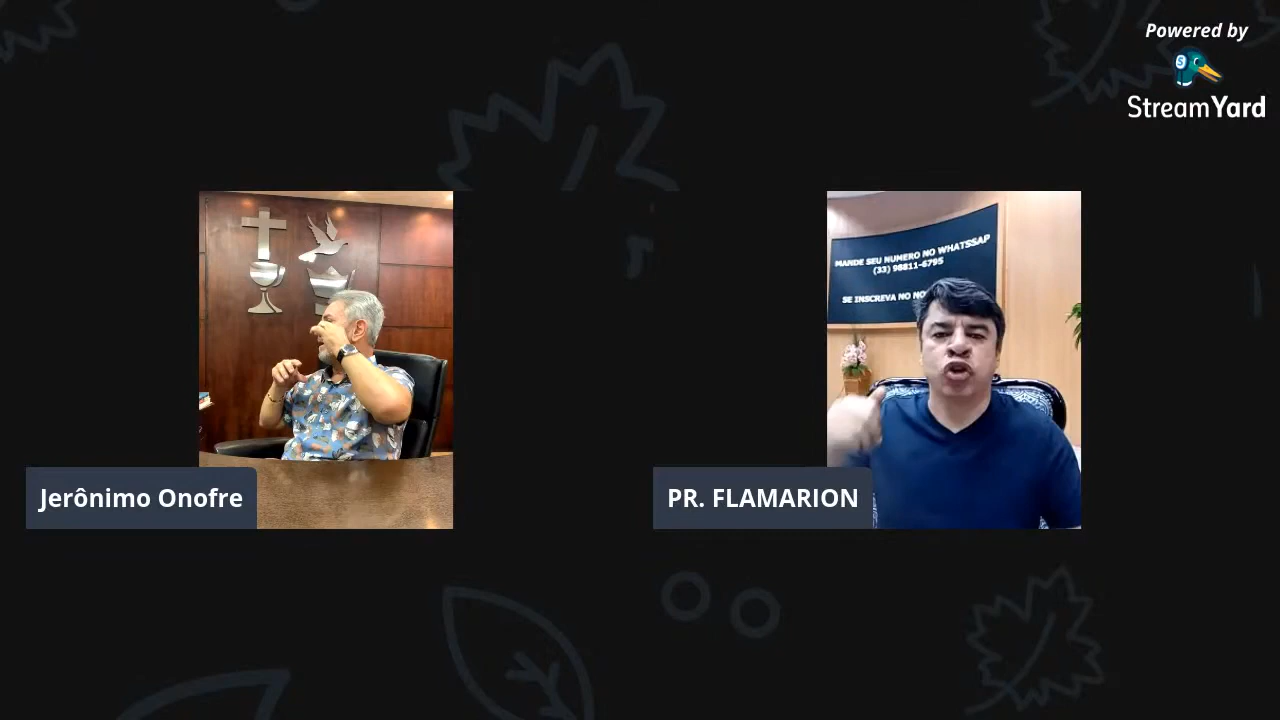 Powered by
StreamYard
MANDE SEU NUMERO NO WHATSSAP
(33) 98811-6795
SE INSCREVA NO
Jerônimo Onofre
PR. FLAMARION